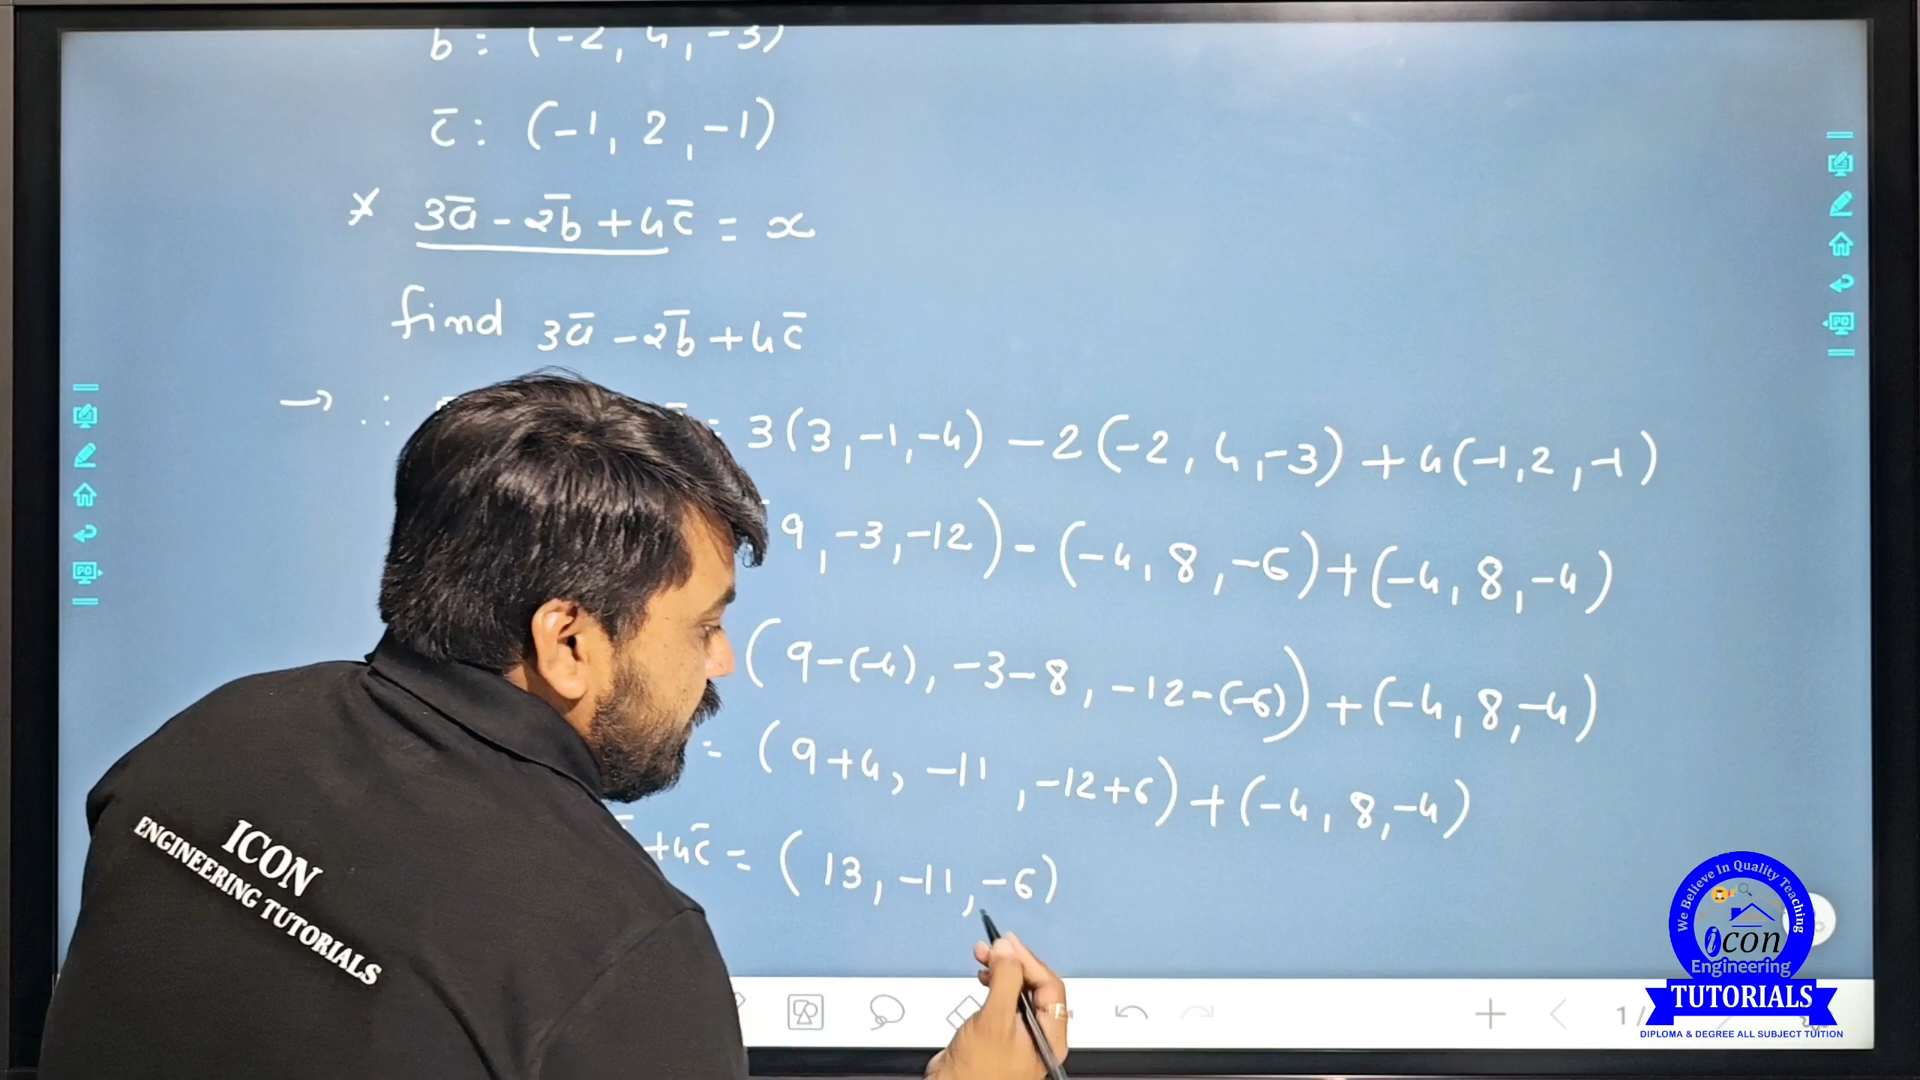 b : (-2, 4, -3)
c̄ : (-1, 2, -1)
* 3ā - 2b̄ + 4c̄ = x
find 3ā - 2b̄ + 4c̄
→ ∴ = 3(3, -1, -4) - 2(-2, 4, -3) + 4(-1, 2, -1)
9, -3, -12) - (-4, 8, -6) + (-4, 8, -4)
(9-(-4), -3-8, -12-(-6)) + (-4, 8, -4)
= (9+4, -11, -12+6) + (-4, 8, -4)
+4c̄ = (13, -11, -6)
ICON
ENGINEERING TUTORIALS
We Believe In Quality Teaching
icon
Engineering
TUTORIALS
DIPLOMA & DEGREE ALL SUBJECT TUITION
1/